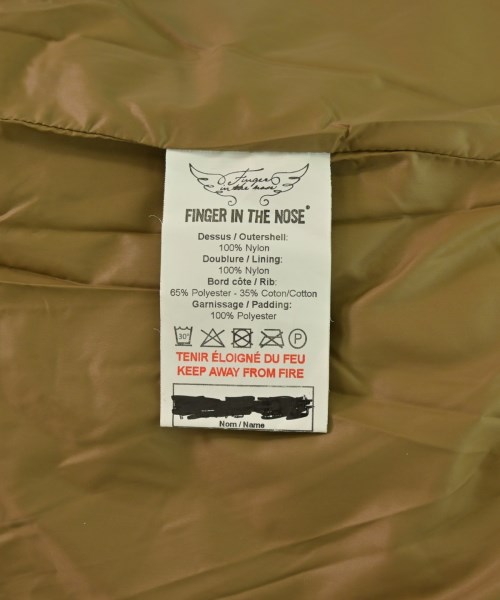 Finger
in the nose
FINGER IN THE NOSE®
Dessus / Outershell:
100% Nylon
Doublure / Lining:
100% Nylon
Bord côte / Rib:
65% Polyester - 35% Coton/Cotton
Garnissage / Padding:
100% Polyester
30°
P
TENIR ÉLOIGNÉ DU FEU
KEEP AWAY FROM FIRE
Nom / Name